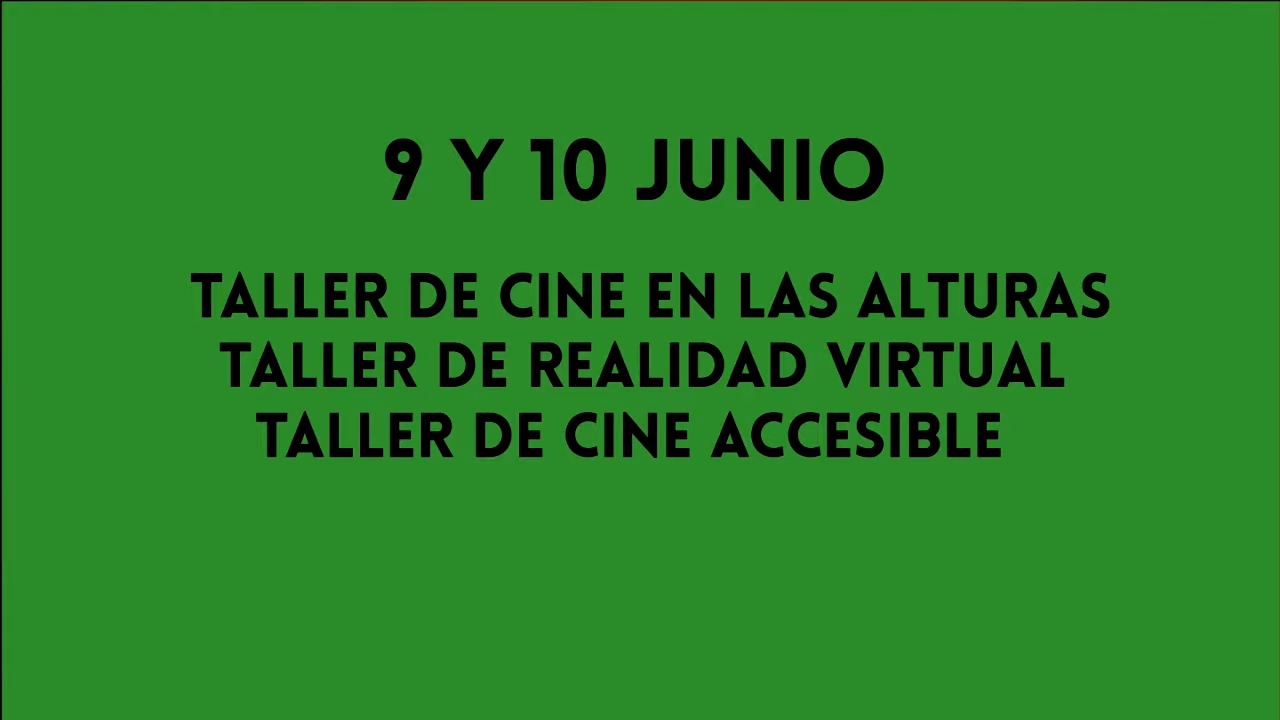 9 Y 10 JUNIO
TALLER DE CINE EN LAS ALTURAS
TALLER DE REALIDAD VIRTUAL
TALLER DE CINE ACCESIBLE